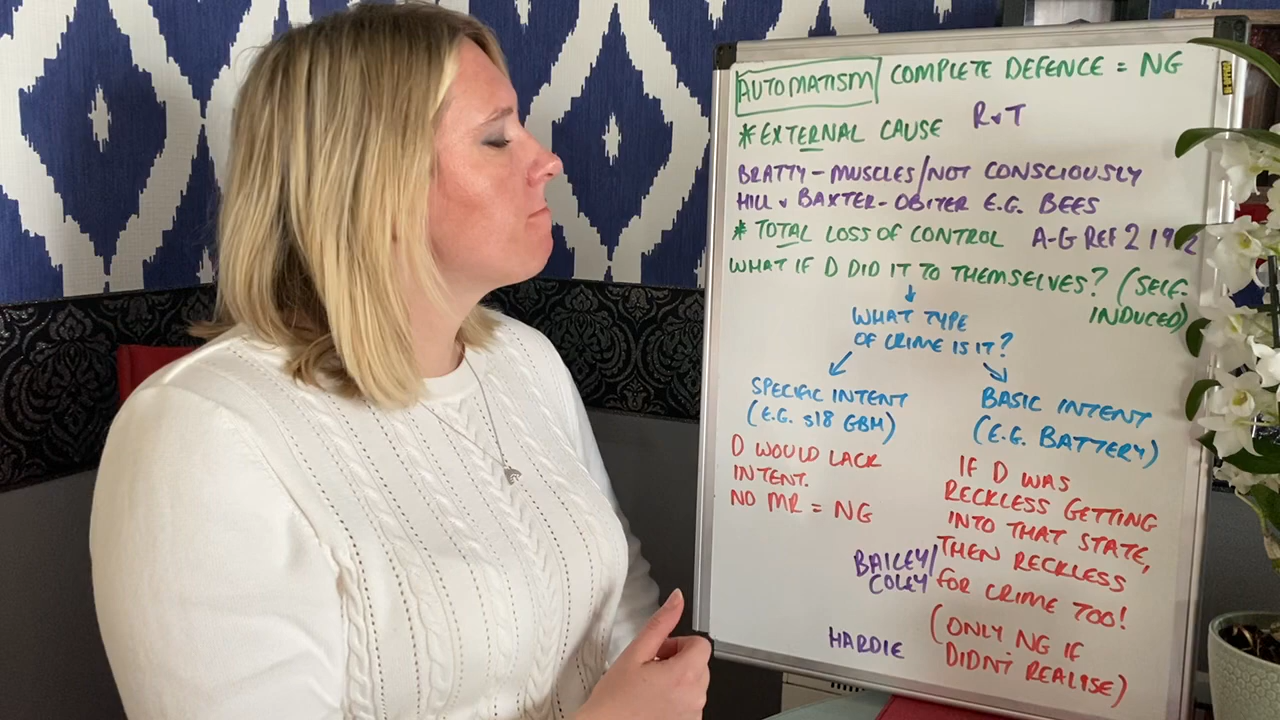 AUTOMATISM COMPLETE DEFENCE = NG
* EXTERNAL CAUSE R v T
BRATTY - MUSCLES/NOT CONSCIOUSLY
HILL v BAXTER - OBITER E.G. BEES
* TOTAL LOSS OF CONTROL A-G REF 2 1992
WHAT IF D DID IT TO THEMSELVES? (SELF-
INDUCED)
WHAT TYPE
OF CRIME IS IT?
SPECIFIC INTENT
(E.G. s18 GBH)
D WOULD LACK
INTENT.
NO MR = NG
BASIC INTENT
(E.G. BATTERY)
IF D WAS
RECKLESS GETTING
INTO THAT STATE,
THEN RECKLESS
FOR CRIME TOO!
(ONLY NG IF
DIDN'T REALISE)
BAILEY/
COLEY
HARDIE